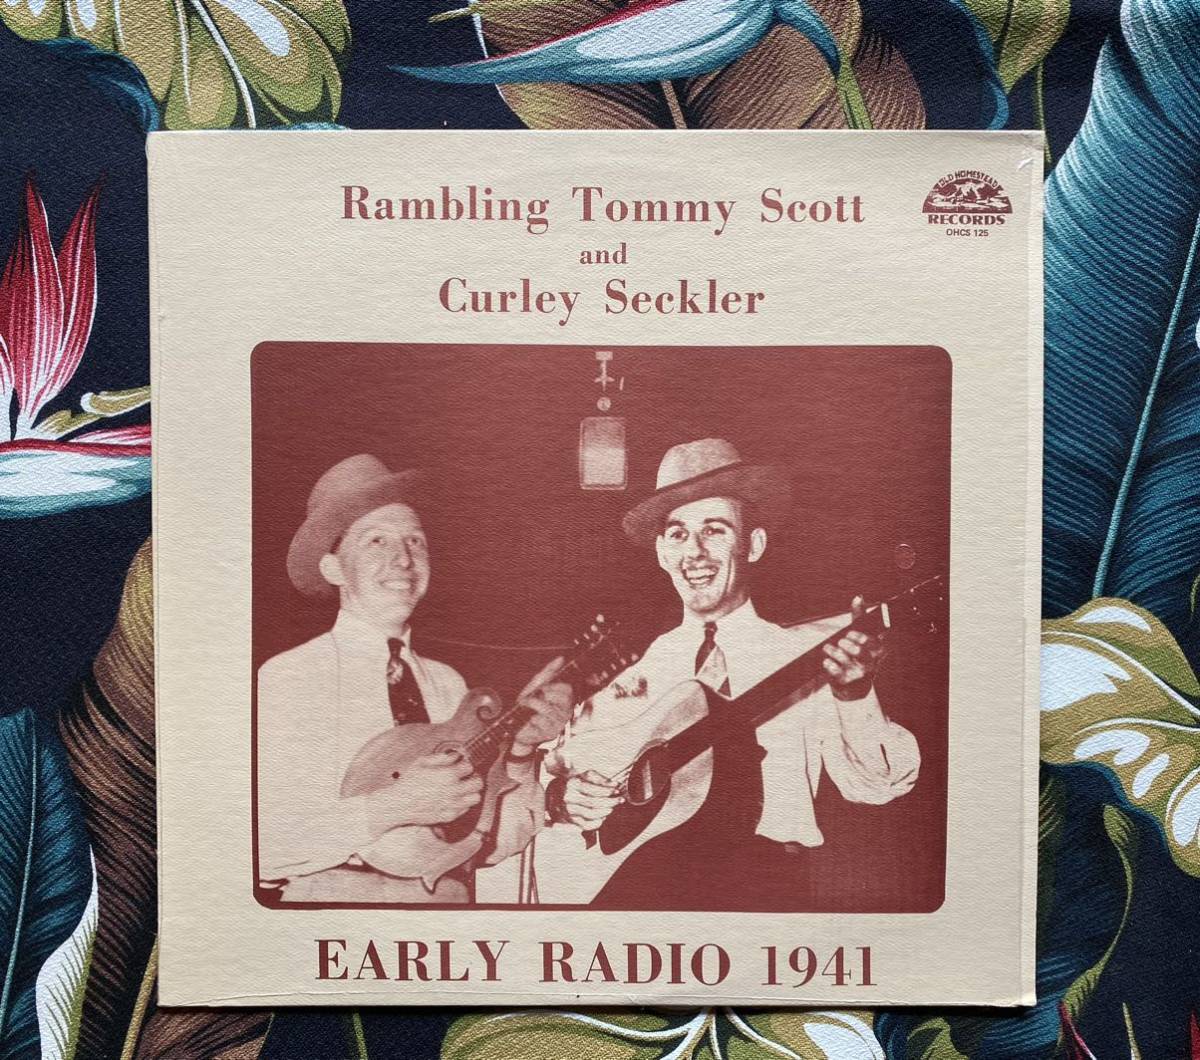 Rambling Tommy Scott
and
Curley Seckler
OLD HOMESTEAD
RECORDS
OHCS 125
EARLY RADIO 1941